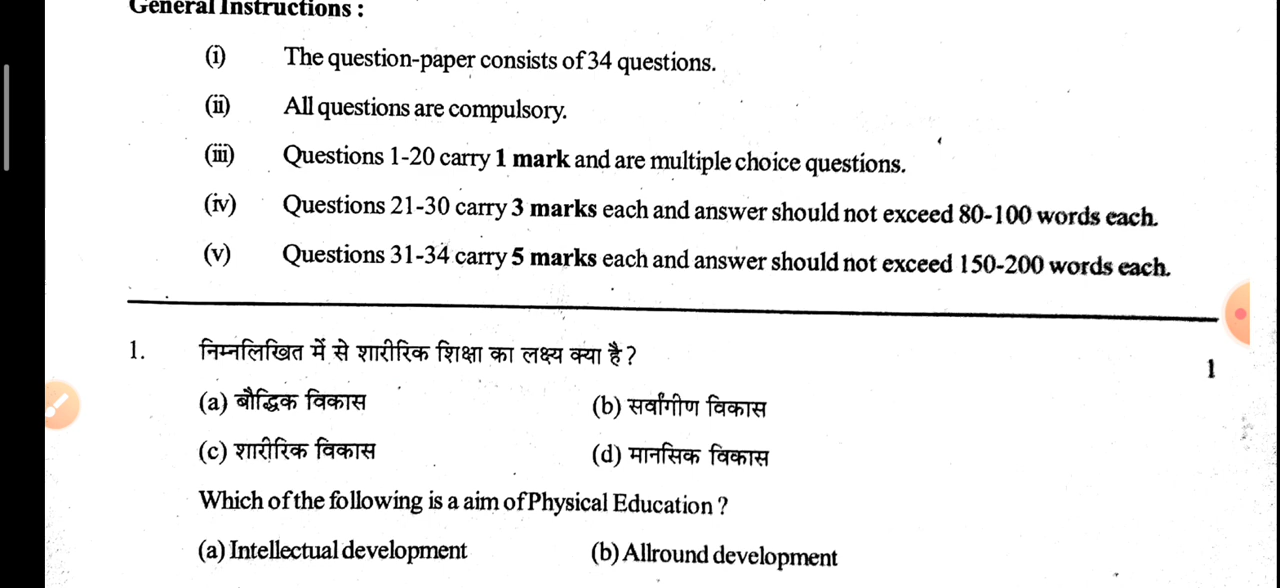 General Instructions :
(i) The question-paper consists of 34 questions.
(ii) All questions are compulsory.
(iii) Questions 1-20 carry 1 mark and are multiple choice questions.
(iv) Questions 21-30 carry 3 marks each and answer should not exceed 80-100 words each.
(v) Questions 31-34 carry 5 marks each and answer should not exceed 150-200 words each.
1. निम्नलिखित में से शारीरिक शिक्षा का लक्ष्य क्या है ? 1
(a) बौद्धिक विकास (b) सर्वांगीण विकास
(c) शारीरिक विकास (d) मानसिक विकास
Which of the following is a aim of Physical Education ?
(a) Intellectual development (b) Allround development